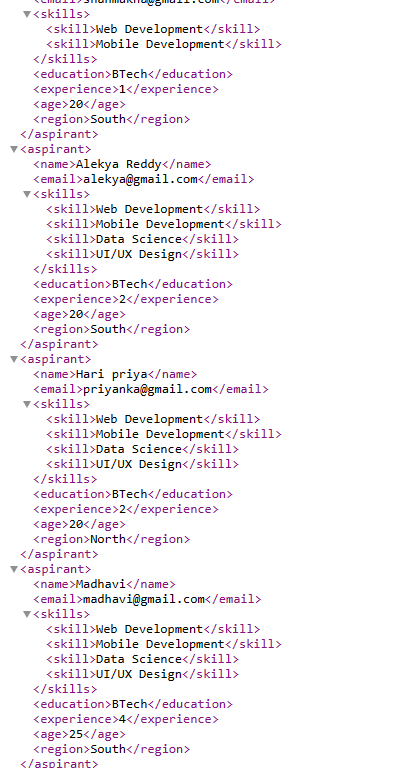 <email>shanmukha@gmail.com</email>
▼<skills>
<skill>Web Development</skill>
<skill>Mobile Development</skill>
</skills>
<education>BTech</education>
<experience>1</experience>
<age>20</age>
<region>South</region>
</aspirant>
▼<aspirant>
<name>Alekya Reddy</name>
<email>alekya@gmail.com</email>
▼<skills>
<skill>Web Development</skill>
<skill>Mobile Development</skill>
<skill>Data Science</skill>
<skill>UI/UX Design</skill>
</skills>
<education>BTech</education>
<experience>2</experience>
<age>20</age>
<region>South</region>
</aspirant>
▼<aspirant>
<name>Hari priya</name>
<email>priyanka@gmail.com</email>
▼<skills>
<skill>Web Development</skill>
<skill>Mobile Development</skill>
<skill>Data Science</skill>
<skill>UI/UX Design</skill>
</skills>
<education>BTech</education>
<experience>2</experience>
<age>20</age>
<region>North</region>
</aspirant>
▼<aspirant>
<name>Madhavi</name>
<email>madhavi@gmail.com</email>
▼<skills>
<skill>Web Development</skill>
<skill>Mobile Development</skill>
<skill>Data Science</skill>
<skill>UI/UX Design</skill>
</skills>
<education>BTech</education>
<experience>4</experience>
<age>25</age>
<region>South</region>
</aspirant>